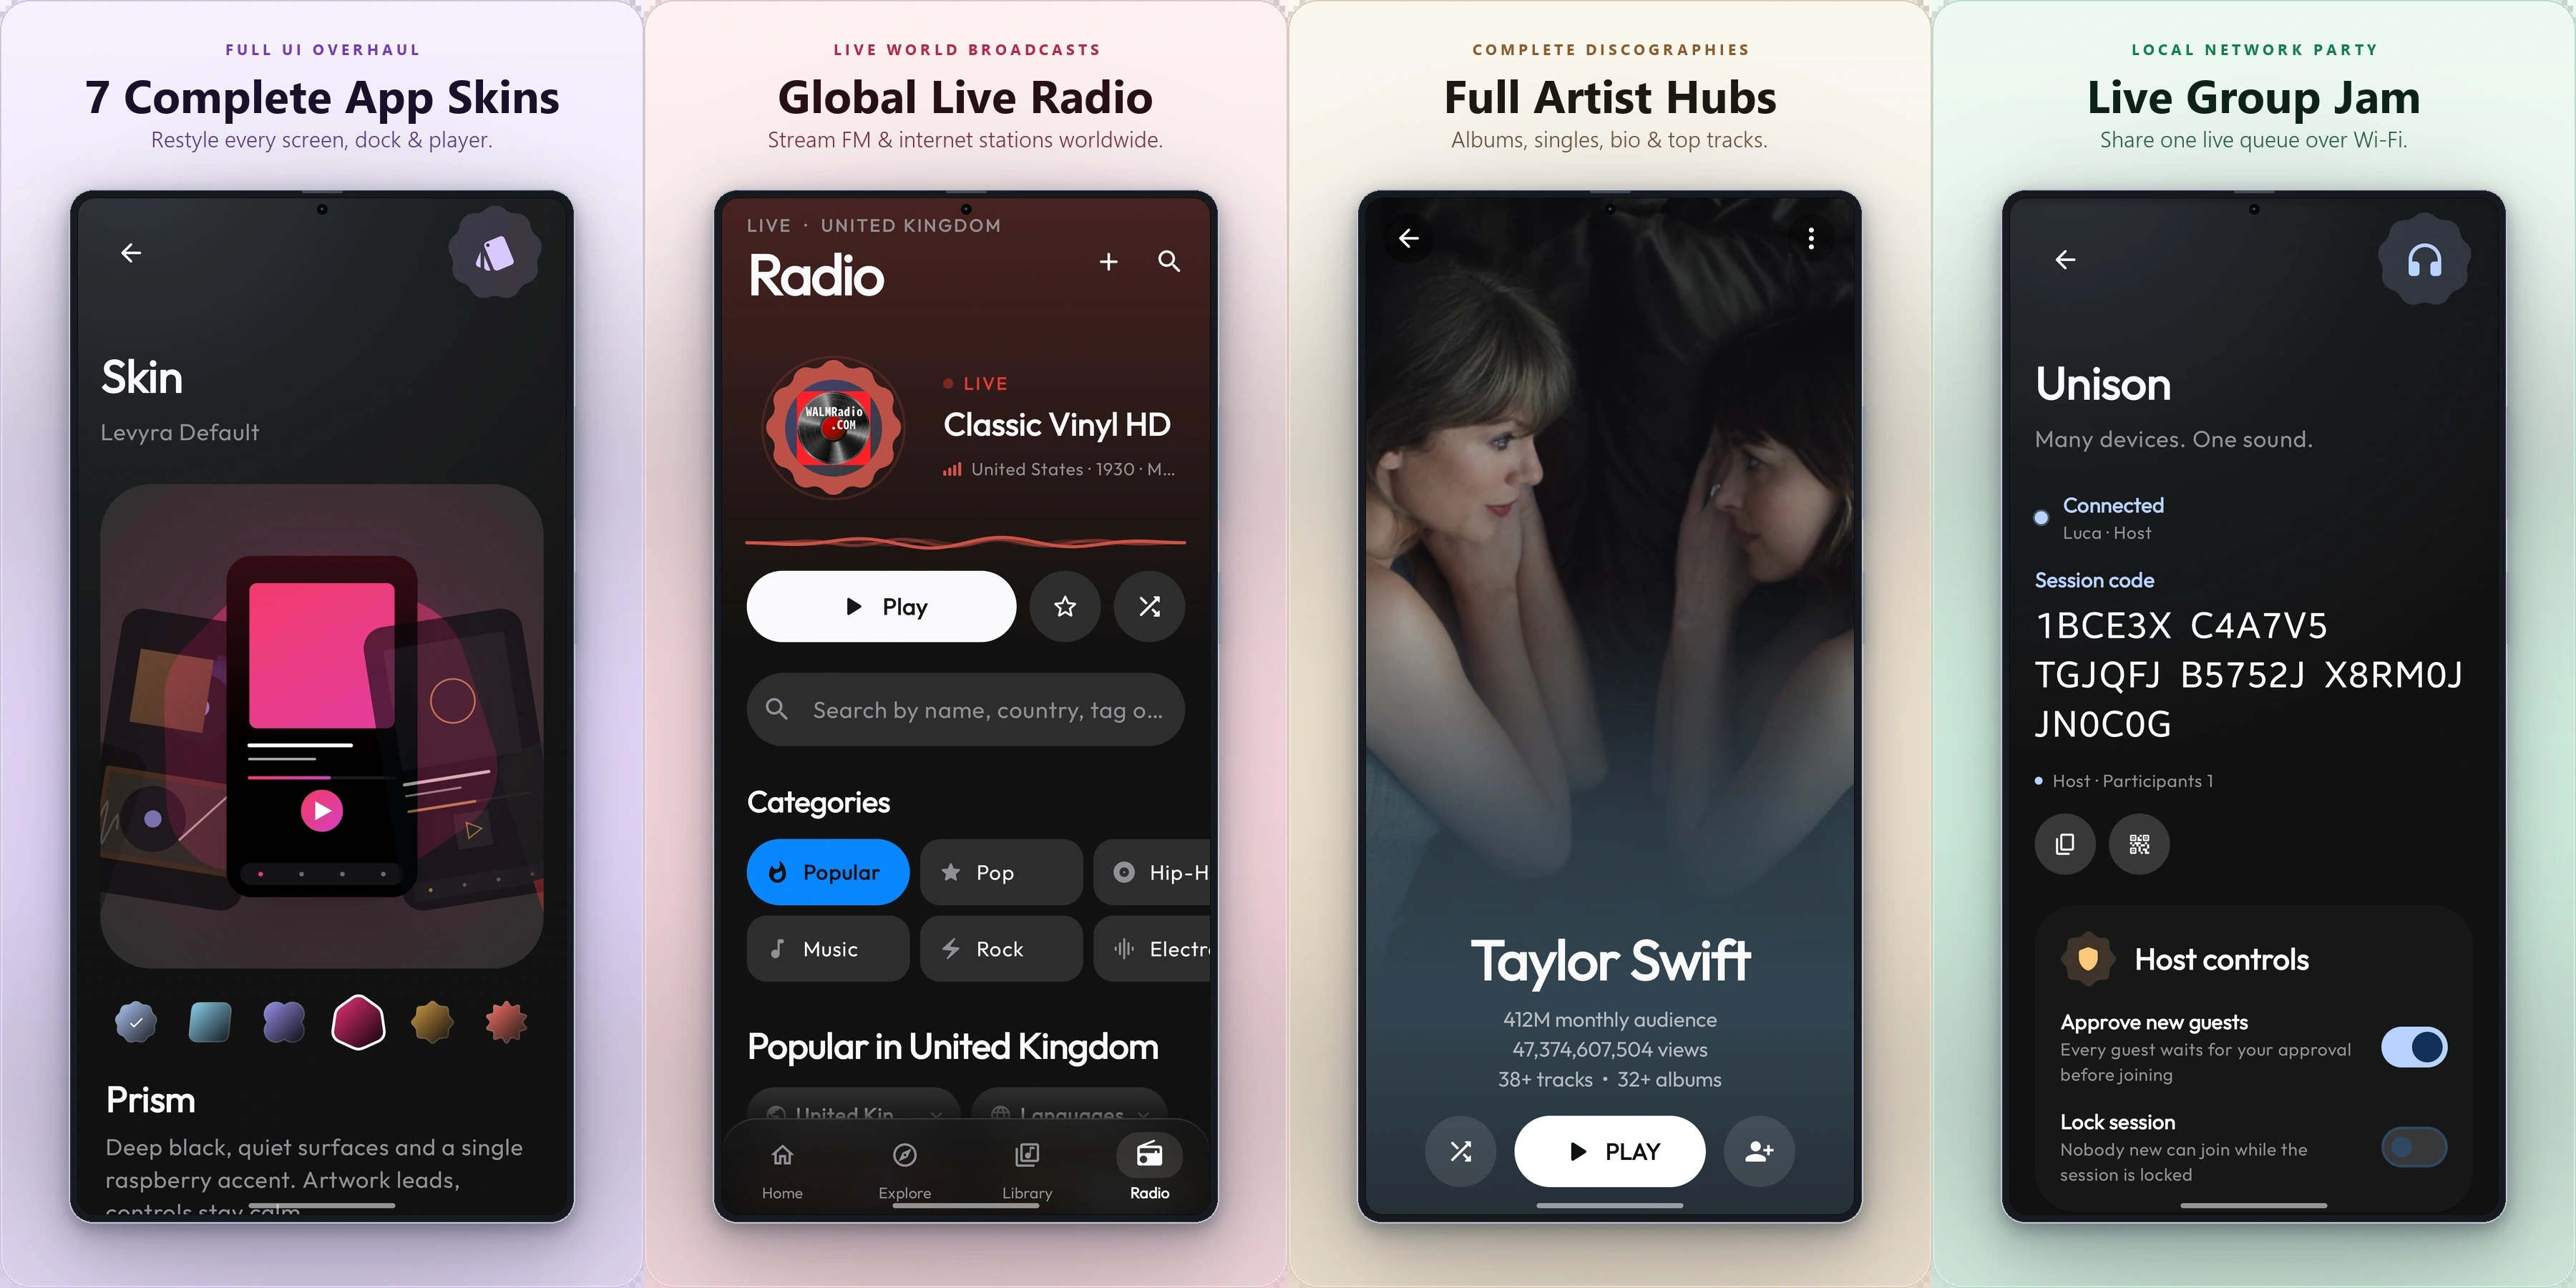 FULL UI OVERHAUL
7 Complete App Skins
Restyle every screen, dock & player.
Skin
Levyra Default
Prism
Deep black, quiet surfaces and a single
raspberry accent. Artwork leads,
controls stay calm
LIVE WORLD BROADCASTS
Global Live Radio
Stream FM & internet stations worldwide.
LIVE · UNITED KINGDOM
Radio
WALMRadio
.COM
LIVE
Classic Vinyl HD
United States · 1930 · M...
Play
Search by name, country, tag o...
Categories
Popular
Pop
Hip-H
Music
Rock
Electr
Popular in United Kingdom
United Kin
Languages
Home
Explore
Library
Radio
COMPLETE DISCOGRAPHIES
Full Artist Hubs
Albums, singles, bio & top tracks.
Taylor Swift
412M monthly audience
47,374,607,504 views
38+ tracks • 32+ albums
PLAY
LOCAL NETWORK PARTY
Live Group Jam
Share one live queue over Wi-Fi.
Unison
Many devices. One sound.
Connected
Luca · Host
Session code
1BCE3X C4A7V5
TGJQFJ B5752J X8RM0J
JN0C0G
Host · Participants 1
Host controls
Approve new guests
Every guest waits for your approval
before joining
Lock session
Nobody new can join while the
session is locked